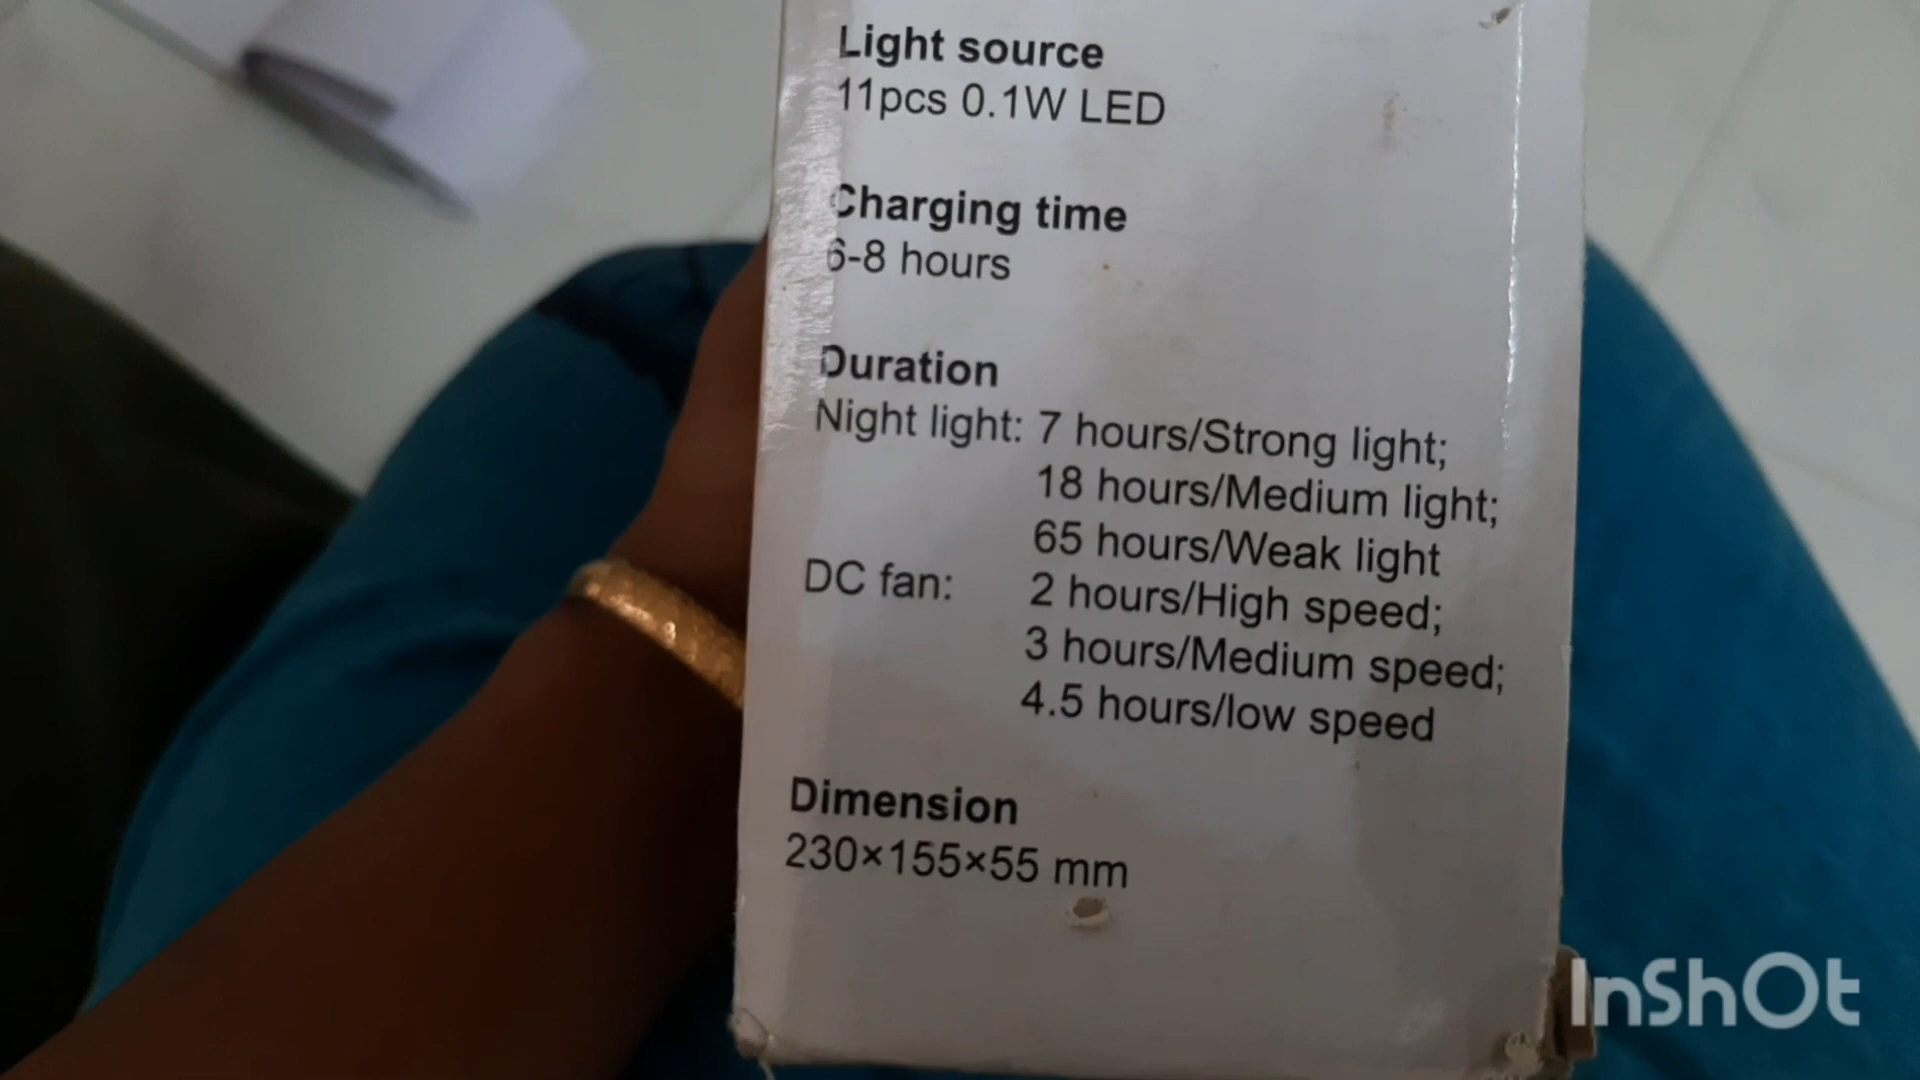 Light source
11pcs 0.1W LED
Charging time
6-8 hours
Duration
Night light: 7 hours/Strong light;
18 hours/Medium light;
65 hours/Weak light
DC fan: 2 hours/High speed;
3 hours/Medium speed;
4.5 hours/low speed
Dimension
230×155×55 mm
InShOt